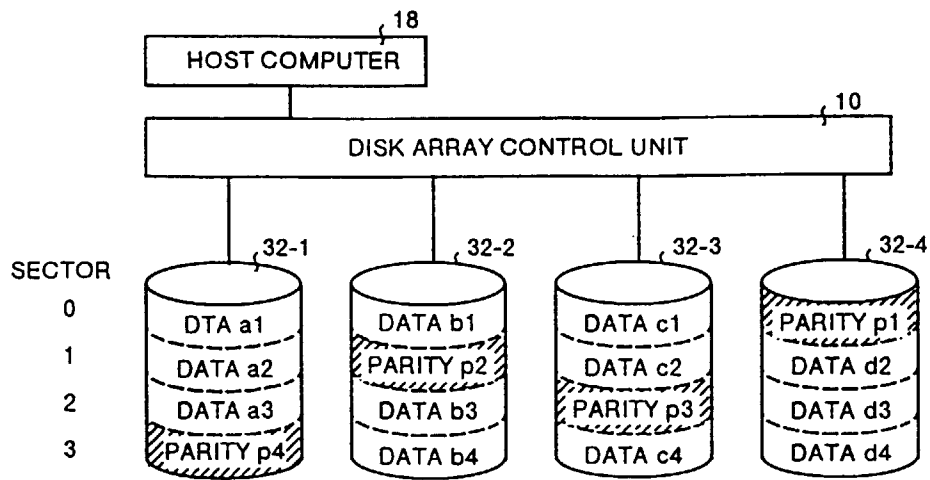 18
HOST COMPUTER
10
DISK ARRAY CONTROL UNIT
32-1 32-2 32-3 32-4
SECTOR
0 DTA a1 DATA b1 DATA c1 PARITY p1
1 DATA a2 PARITY p2 DATA c2 DATA d2
2 DATA a3 DATA b3 PARITY p3 DATA d3
3 PARITY p4 DATA b4 DATA c4 DATA d4